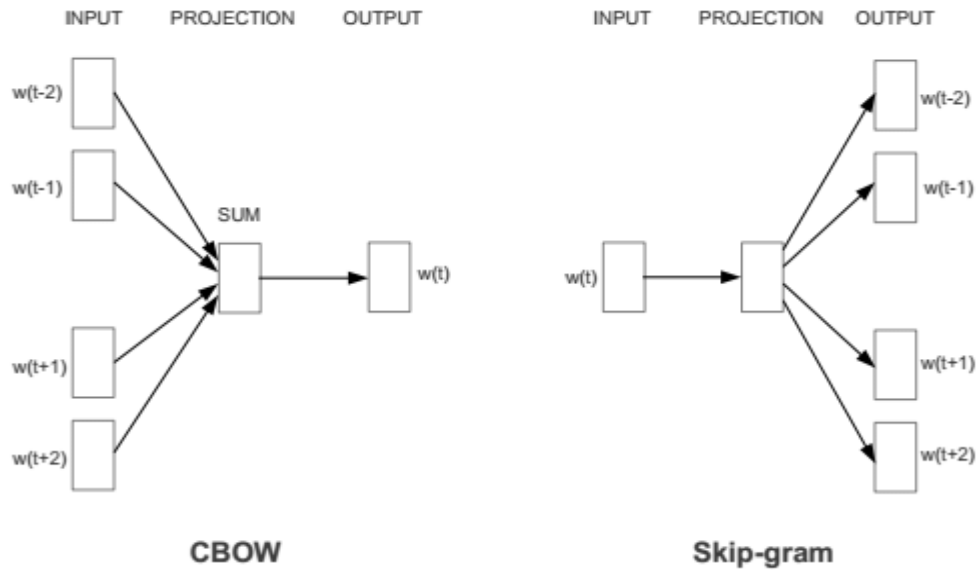 INPUT PROJECTION OUTPUT
w(t-2)
w(t-1)
SUM
w(t)
w(t+1)
w(t+2)
CBOW
INPUT PROJECTION OUTPUT
w(t-2)
w(t-1)
w(t)
w(t+1)
w(t+2)
Skip-gram